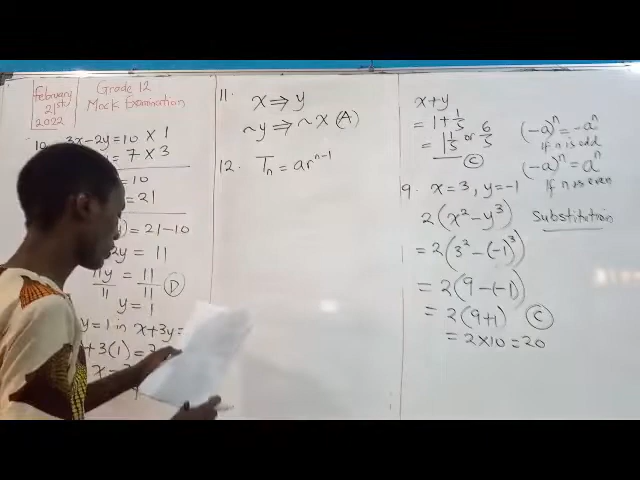 february
21st
2022
Grade 12
Mock Examination
10. 3x-2y=10 × 1
= 7 × 3
=10
=21
) = 21-10
2y = 11
11y/11 = 11/11 (D)
y=1
y=1 in x+3y=
+3(1)=
11.
x⇒y
~y⇒~x (A)
12. Tn = ar^n-1
x+y
= 1+1/5
= 1 1/5 or 6/5
(C)
9. x=3, y=-1
2(x²-y³)
= 2(3²-(-1)³)
= 2(9-(-1))
= 2(9+1) (C)
= 2×10=20
(-a)^n = -a^n
If n is odd
(-a)^n = a^n
If n is even
Substitution